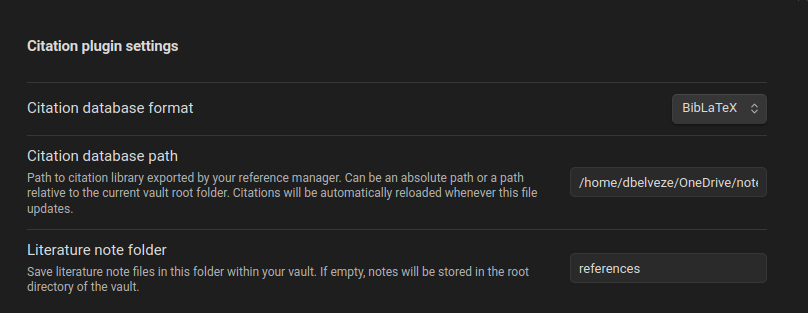 Citation plugin settings
Citation database format
BibLaTeX
Citation database path
Path to citation library exported by your reference manager. Can be an absolute path or a path
relative to the current vault root folder. Citations will be automatically reloaded whenever this file
updates.
/home/dbelveze/OneDrive/note
Literature note folder
Save literature note files in this folder within your vault. If empty, notes will be stored in the root
directory of the vault.
references